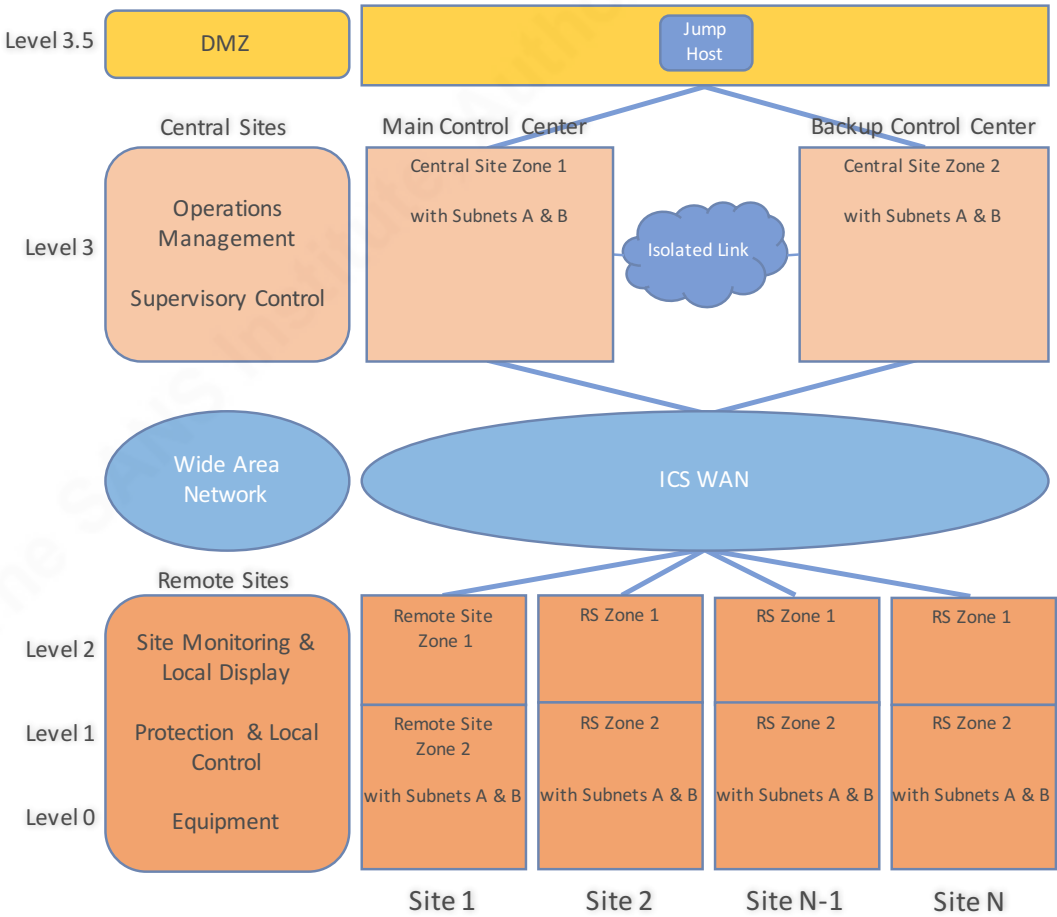 Level 3.5
DMZ
Jump
Host
Central Sites
Main Control Center
Backup Control Center
Level 3
Operations
Management
Supervisory Control
Central Site Zone 1
with Subnets A & B
Isolated Link
Central Site Zone 2
with Subnets A & B
Wide Area
Network
ICS WAN
Remote Sites
Level 2
Site Monitoring &
Local Display
Level 1
Protection & Local
Control
Level 0
Equipment
Remote Site
Zone 1
RS Zone 1
RS Zone 1
RS Zone 1
Remote Site
Zone 2
RS Zone 2
RS Zone 2
RS Zone 2
with Subnets A & B
with Subnets A & B
with Subnets A & B
with Subnets A & B
Site 1
Site 2
Site N-1
Site N